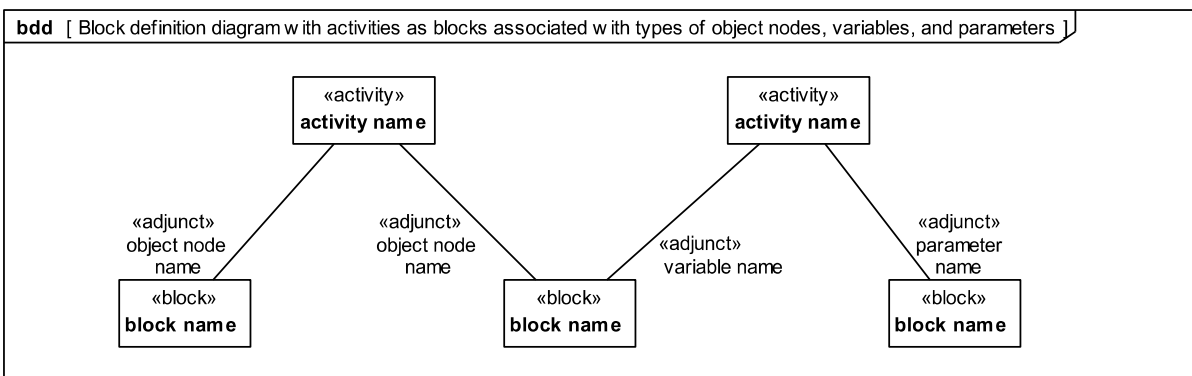 bdd [ Block definition diagram with activities as blocks associated with types of object nodes, variables, and parameters ]
«activity»
activity name
«activity»
activity name
«adjunct»
object node
name
«adjunct»
object node
name
«adjunct»
variable name
«adjunct»
parameter
name
«block»
block name
«block»
block name
«block»
block name